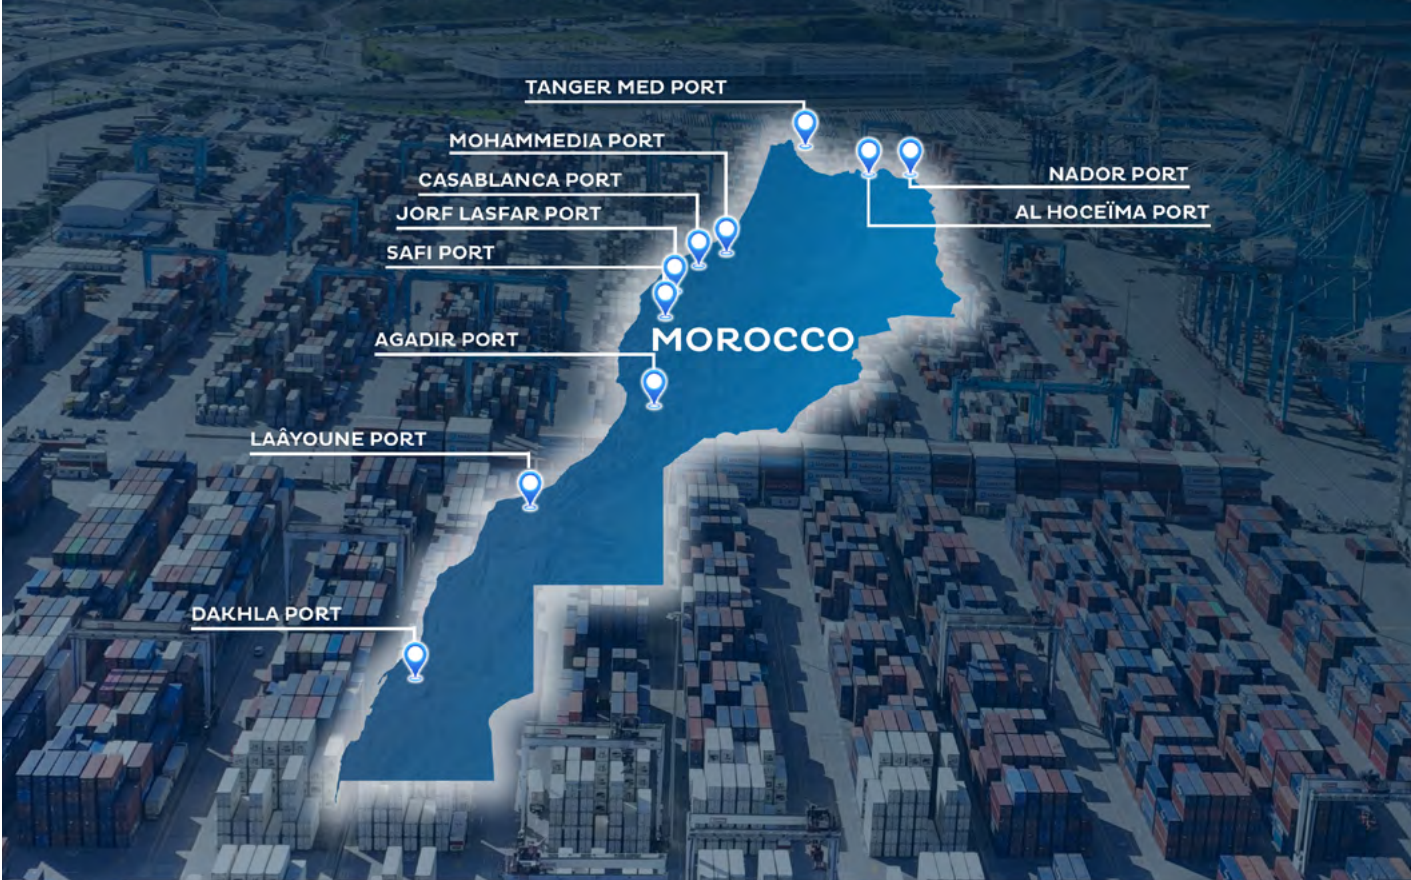 TANGER MED PORT
MOHAMMEDIA PORT
CASABLANCA PORT
JORF LASFAR PORT
SAFI PORT
NADOR PORT
AL HOCEÏMA PORT
MOROCCO
AGADIR PORT
LAÂYOUNE PORT
DAKHLA PORT